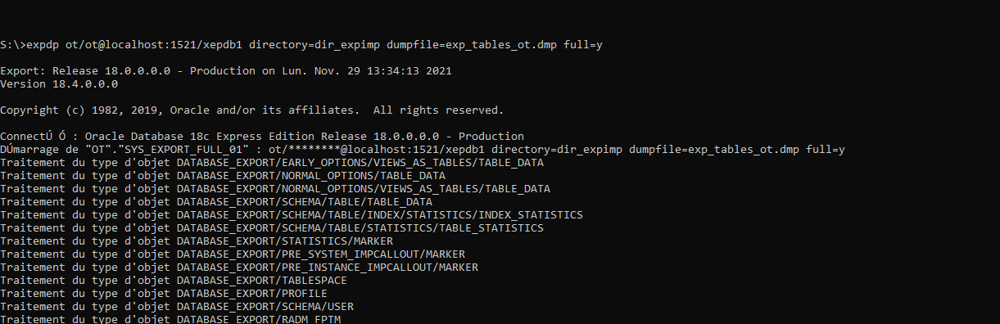 S:\>expdp ot/ot@localhost:1521/xepdb1 directory=dir_expimp dumpfile=exp_tables_ot.dmp full=y
Export: Release 18.0.0.0.0 - Production on Lun. Nov. 29 13:34:13 2021
Version 18.4.0.0.0
Copyright (c) 1982, 2019, Oracle and/or its affiliates.  All rights reserved.
ConnectÚ Ó : Oracle Database 18c Express Edition Release 18.0.0.0.0 - Production
DÚmarrage de "OT"."SYS_EXPORT_FULL_01" : ot/********@localhost:1521/xepdb1 directory=dir_expimp dumpfile=exp_tables_ot.dmp full=y
Traitement du type d'objet DATABASE_EXPORT/EARLY_OPTIONS/VIEWS_AS_TABLES/TABLE_DATA
Traitement du type d'objet DATABASE_EXPORT/NORMAL_OPTIONS/TABLE_DATA
Traitement du type d'objet DATABASE_EXPORT/NORMAL_OPTIONS/VIEWS_AS_TABLES/TABLE_DATA
Traitement du type d'objet DATABASE_EXPORT/SCHEMA/TABLE/TABLE_DATA
Traitement du type d'objet DATABASE_EXPORT/SCHEMA/TABLE/INDEX/STATISTICS/INDEX_STATISTICS
Traitement du type d'objet DATABASE_EXPORT/SCHEMA/TABLE/STATISTICS/TABLE_STATISTICS
Traitement du type d'objet DATABASE_EXPORT/STATISTICS/MARKER
Traitement du type d'objet DATABASE_EXPORT/PRE_SYSTEM_IMPCALLOUT/MARKER
Traitement du type d'objet DATABASE_EXPORT/PRE_INSTANCE_IMPCALLOUT/MARKER
Traitement du type d'objet DATABASE_EXPORT/TABLESPACE
Traitement du type d'objet DATABASE_EXPORT/PROFILE
Traitement du type d'objet DATABASE_EXPORT/SCHEMA/USER
Traitement du type d'objet DATABASE_EXPORT/RADM_FPTM